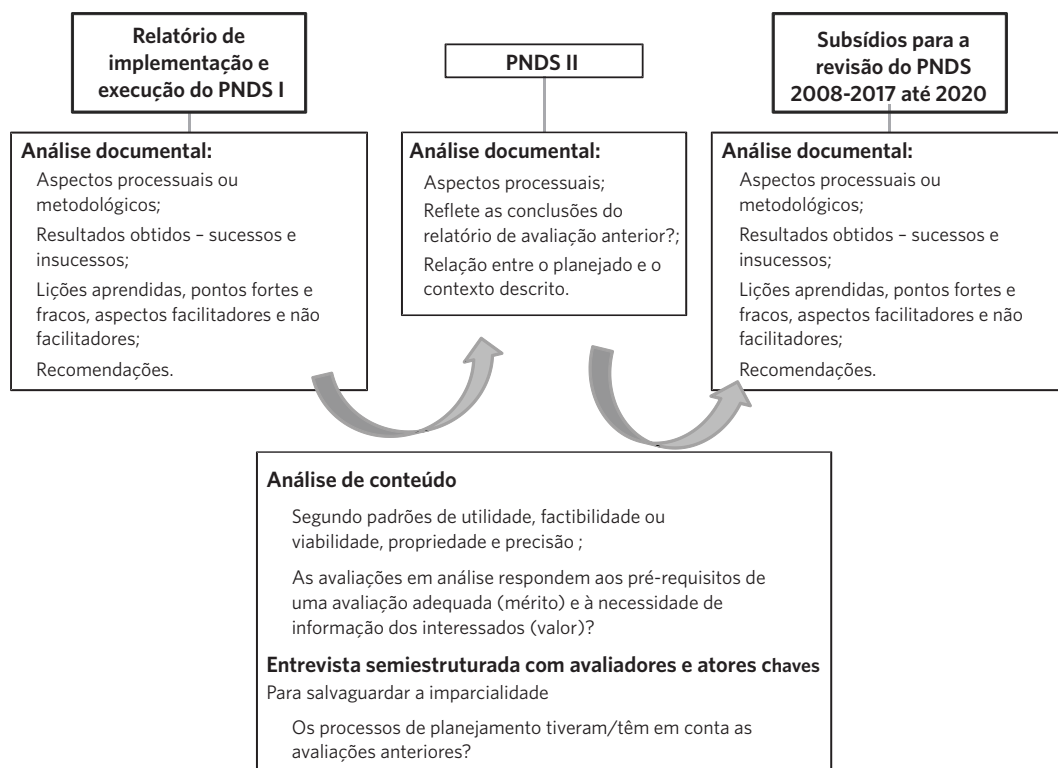 Relatório de
implementação e
execução do PNDS I
Análise documental:
Aspectos processuais ou
metodológicos;
Resultados obtidos – sucessos e
insucessos;
Lições aprendidas, pontos fortes e
fracos, aspectos facilitadores e não
facilitadores;
Recomendações.
PNDS II
Análise documental:
Aspectos processuais;
Reflete as conclusões do
relatório de avaliação anterior?;
Relação entre o planejado e o
contexto descrito.
Subsídios para a
revisão do PNDS
2008-2017 até 2020
Análise documental:
Aspectos processuais ou
metodológicos;
Resultados obtidos – sucessos e
insucessos;
Lições aprendidas, pontos fortes e
fracos, aspectos facilitadores e não
facilitadores;
Recomendações.
Análise de conteúdo
Segundo padrões de utilidade, factibilidade ou
viabilidade, propriedade e precisão ;
As avaliações em análise respondem aos pré-requisitos de
uma avaliação adequada (mérito) e à necessidade de
informação dos interessados (valor)?
Entrevista semiestruturada com avaliadores e atores chaves
Para salvaguardar a imparcialidade
Os processos de planejamento tiveram/têm em conta as
avaliações anteriores?